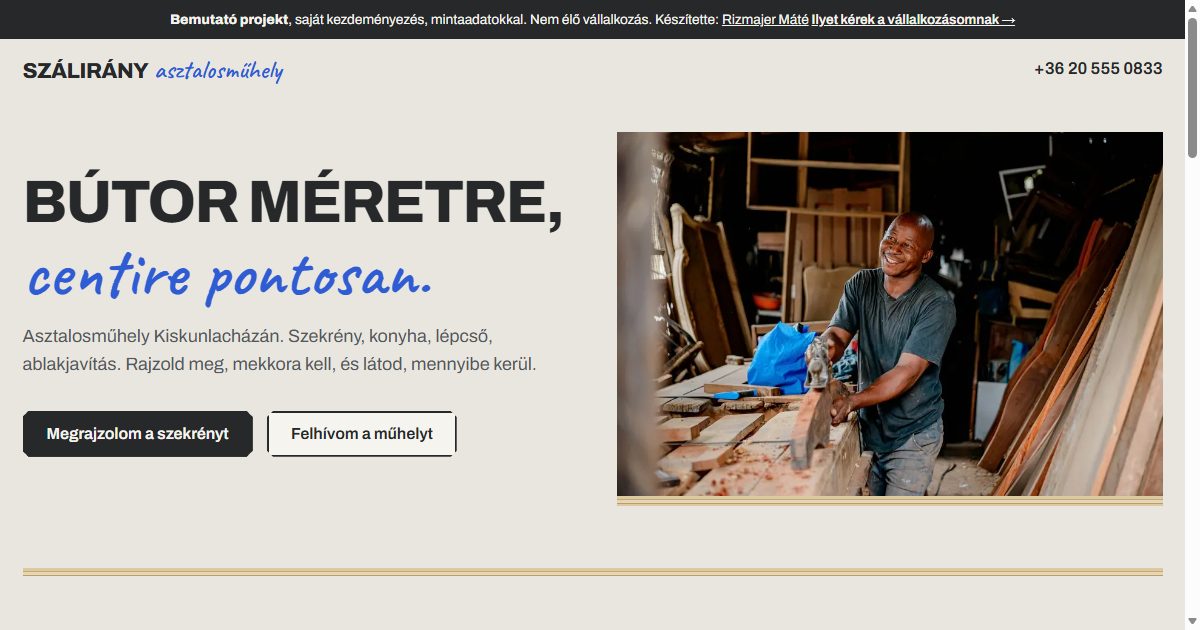 Bemutató projekt, saját kezdeményezés, mintaadatokkal. Nem élő vállalkozás. Készítette: Rizmajer Máté Ilyet kérek a vállalkozásomnak →
SZÁLIRÁNY asztalosműhely
+36 20 555 0833
BÚTOR MÉRETRE,
centire pontosan.
Asztalosműhely Kiskunlacházán. Szekrény, konyha, lépcső,
ablakjavítás. Rajzold meg, mekkora kell, és látod, mennyibe kerül.
Megrajzolom a szekrényt
Felhívom a műhelyt